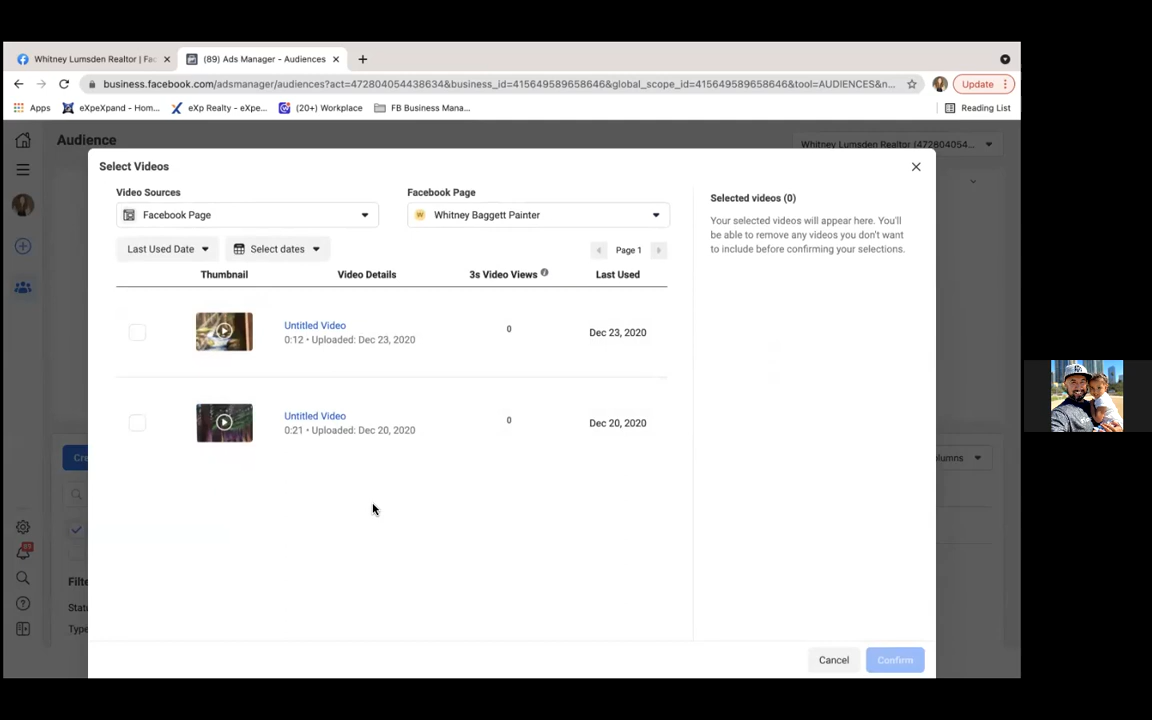 Whitney Lumsden Realtor | Fac
(89) Ads Manager - Audiences
business.facebook.com/adsmanager/audiences?act=472804054438634&business_id=415649589658646&global_scope_id=415649589658646&tool=AUDIENCES&n...
Update
Apps
eXpeXpand - Hom...
eXp Realty - eXpe...
(20+) Workplace
FB Business Mana...
Reading List
Audience
Whitney Lumsden Realtor (472804054...
Select Videos
Video Sources
Facebook Page
Facebook Page
Whitney Baggett Painter
Selected videos (0)
Your selected videos will appear here. You'll
be able to remove any videos you don't want
to include before confirming your selections.
Last Used Date
Select dates
Page 1
Thumbnail
Video Details
3s Video Views
Last Used
Untitled Video
0:12 • Uploaded: Dec 23, 2020
0
Dec 23, 2020
Untitled Video
0:21 • Uploaded: Dec 20, 2020
0
Dec 20, 2020
Cre
lumns
Filte
Statu
Type
Cancel
Confirm